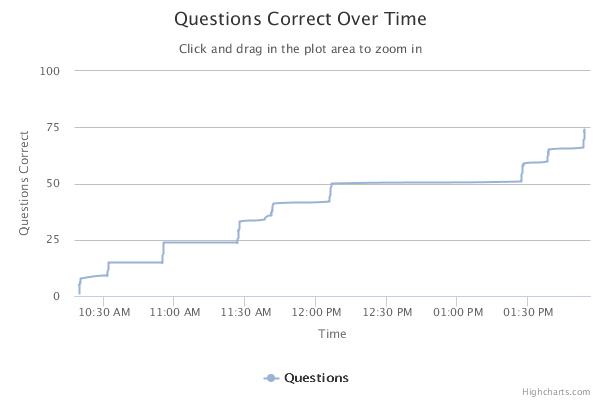 Questions Correct Over Time
Click and drag in the plot area to zoom in
100
75
50
25
0
Questions Correct
10:30 AM 11:00 AM 11:30 AM 12:00 PM 12:30 PM 01:00 PM 01:30 PM
Time
Questions
Highcharts.com